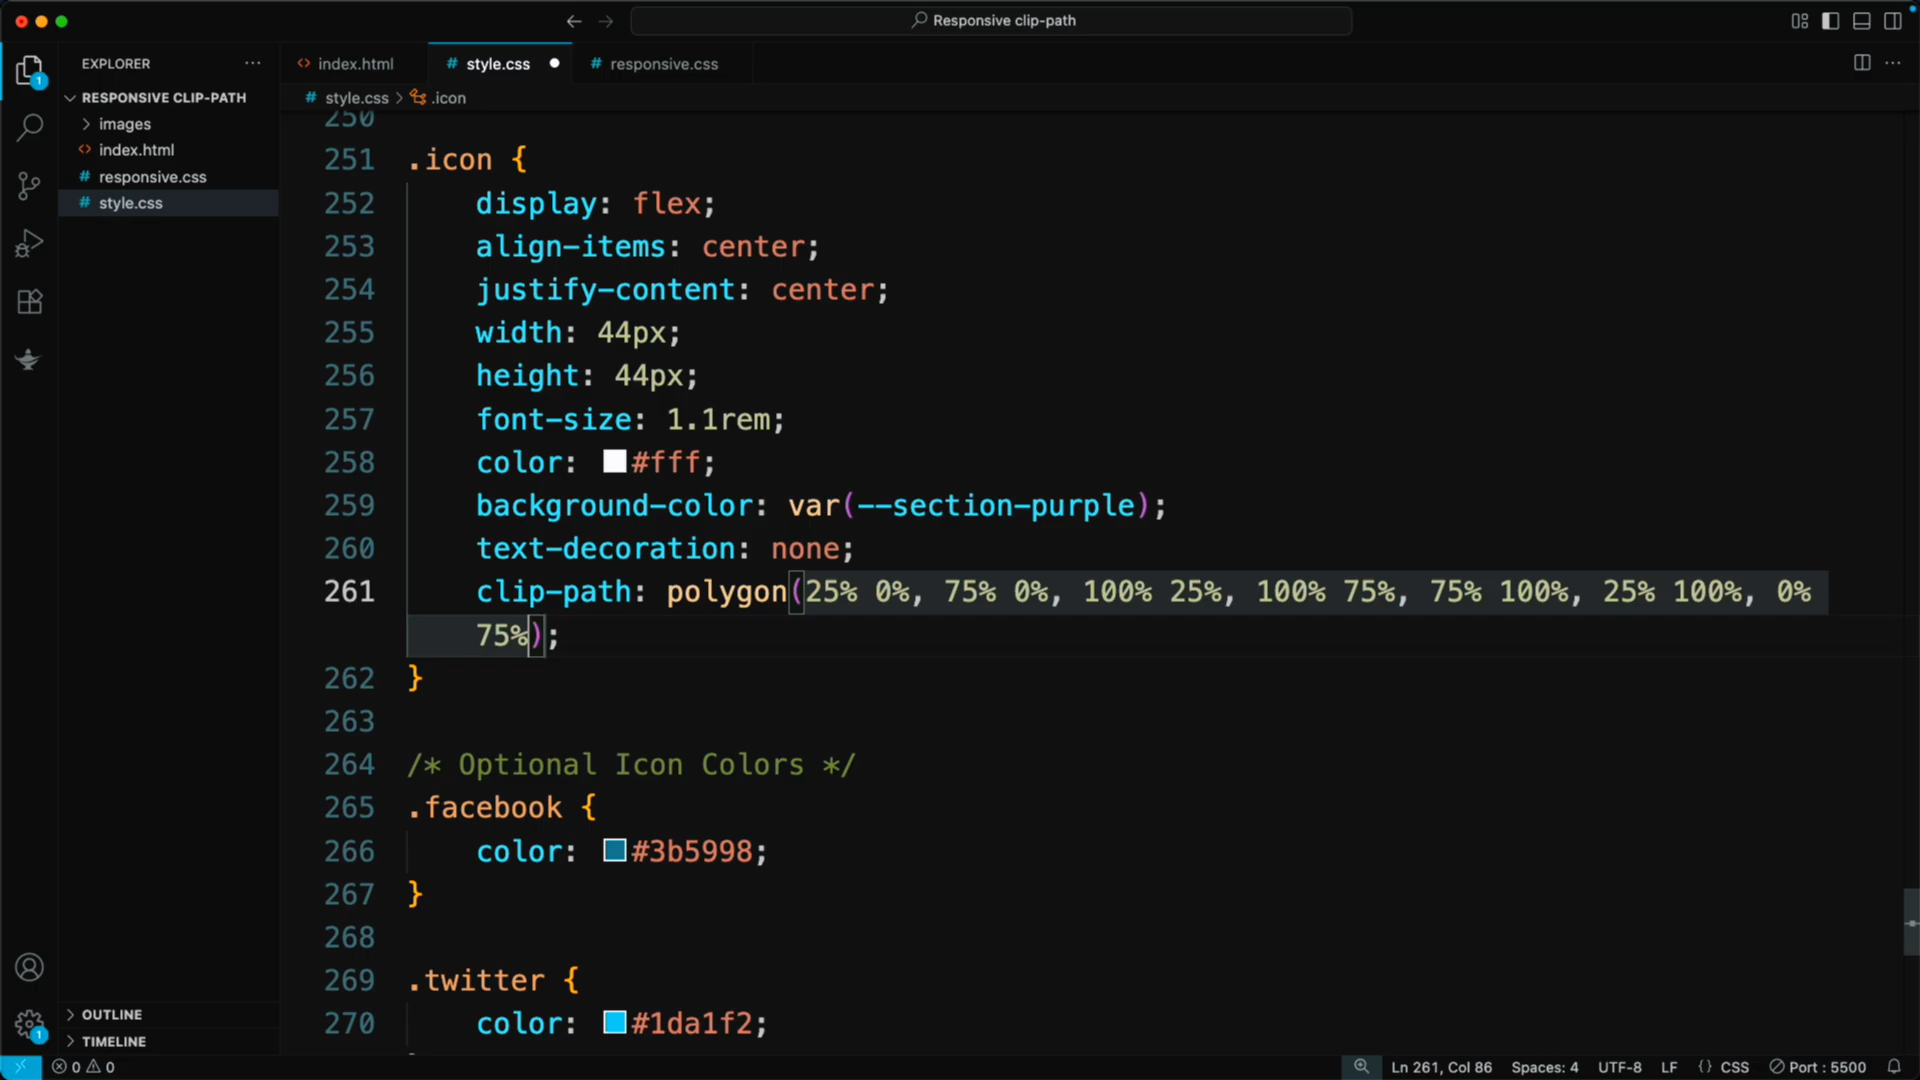 Responsive clip-path
EXPLORER
index.html
style.css
responsive.css
RESPONSIVE CLIP-PATH
images
index.html
responsive.css
style.css
# style.css > .icon
250
251 .icon {
252 display: flex;
253 align-items: center;
254 justify-content: center;
255 width: 44px;
256 height: 44px;
257 font-size: 1.1rem;
258 color: #fff;
259 background-color: var(--section-purple);
260 text-decoration: none;
261 clip-path: polygon(25% 0%, 75% 0%, 100% 25%, 100% 75%, 75% 100%, 25% 100%, 0%
75%);
262 }
263
264 /* Optional Icon Colors */
265 .facebook {
266 color: #3b5998;
267 }
268
269 .twitter {
270 color: #1da1f2;
OUTLINE
TIMELINE
0 0
Ln 261, Col 86
Spaces: 4
UTF-8
LF
{} CSS
Port : 5500
1
1